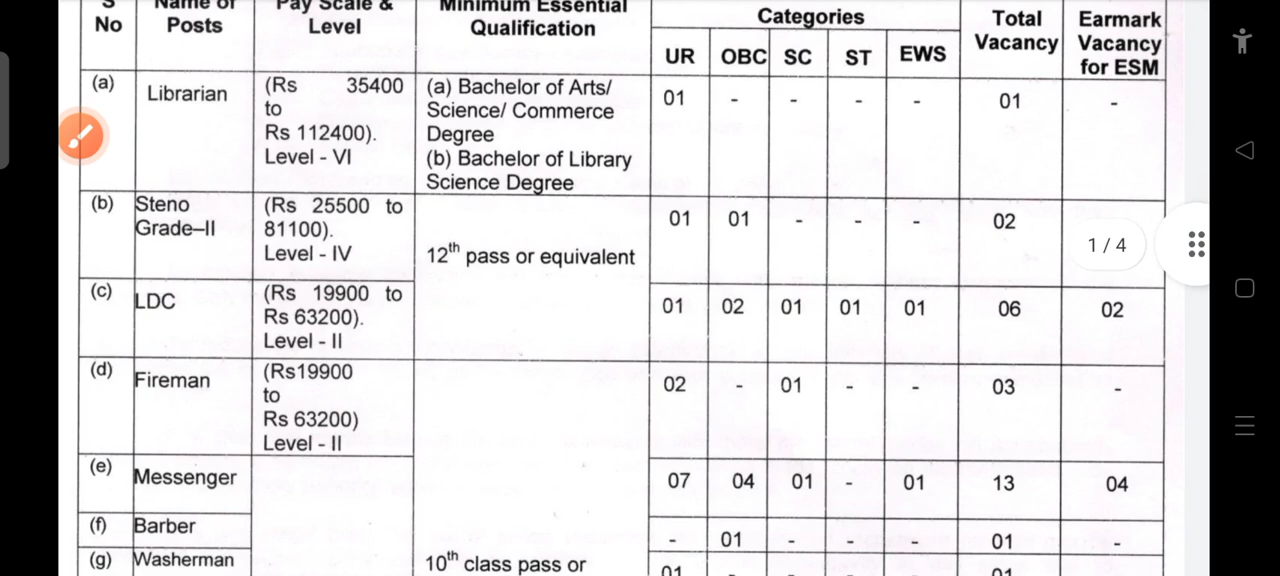 S No | Name of Posts | Pay Scale & Level | Minimum Essential Qualification | Categories | Total Vacancy | Earmark Vacancy for ESM
UR | OBC | SC | ST | EWS
(a) | Librarian | (Rs 35400 to Rs 112400). Level - VI | (a) Bachelor of Arts/ Science/ Commerce Degree (b) Bachelor of Library Science Degree | 01 | - | - | - | - | 01 | -
(b) | Steno Grade–II | (Rs 25500 to 81100). Level - IV | 12th pass or equivalent | 01 | 01 | - | - | - | 02
(c) | LDC | (Rs 19900 to Rs 63200). Level - II | 01 | 02 | 01 | 01 | 01 | 06 | 02
(d) | Fireman | (Rs19900 to Rs 63200) Level - II | 02 | - | 01 | - | - | 03 | -
(e) | Messenger | 07 | 04 | 01 | - | 01 | 13 | 04
(f) | Barber | 01 | - | - | - | 01 | -
(g) | Washerman | 10th class pass or | 01 | - | - | - | - | 01
1 / 4